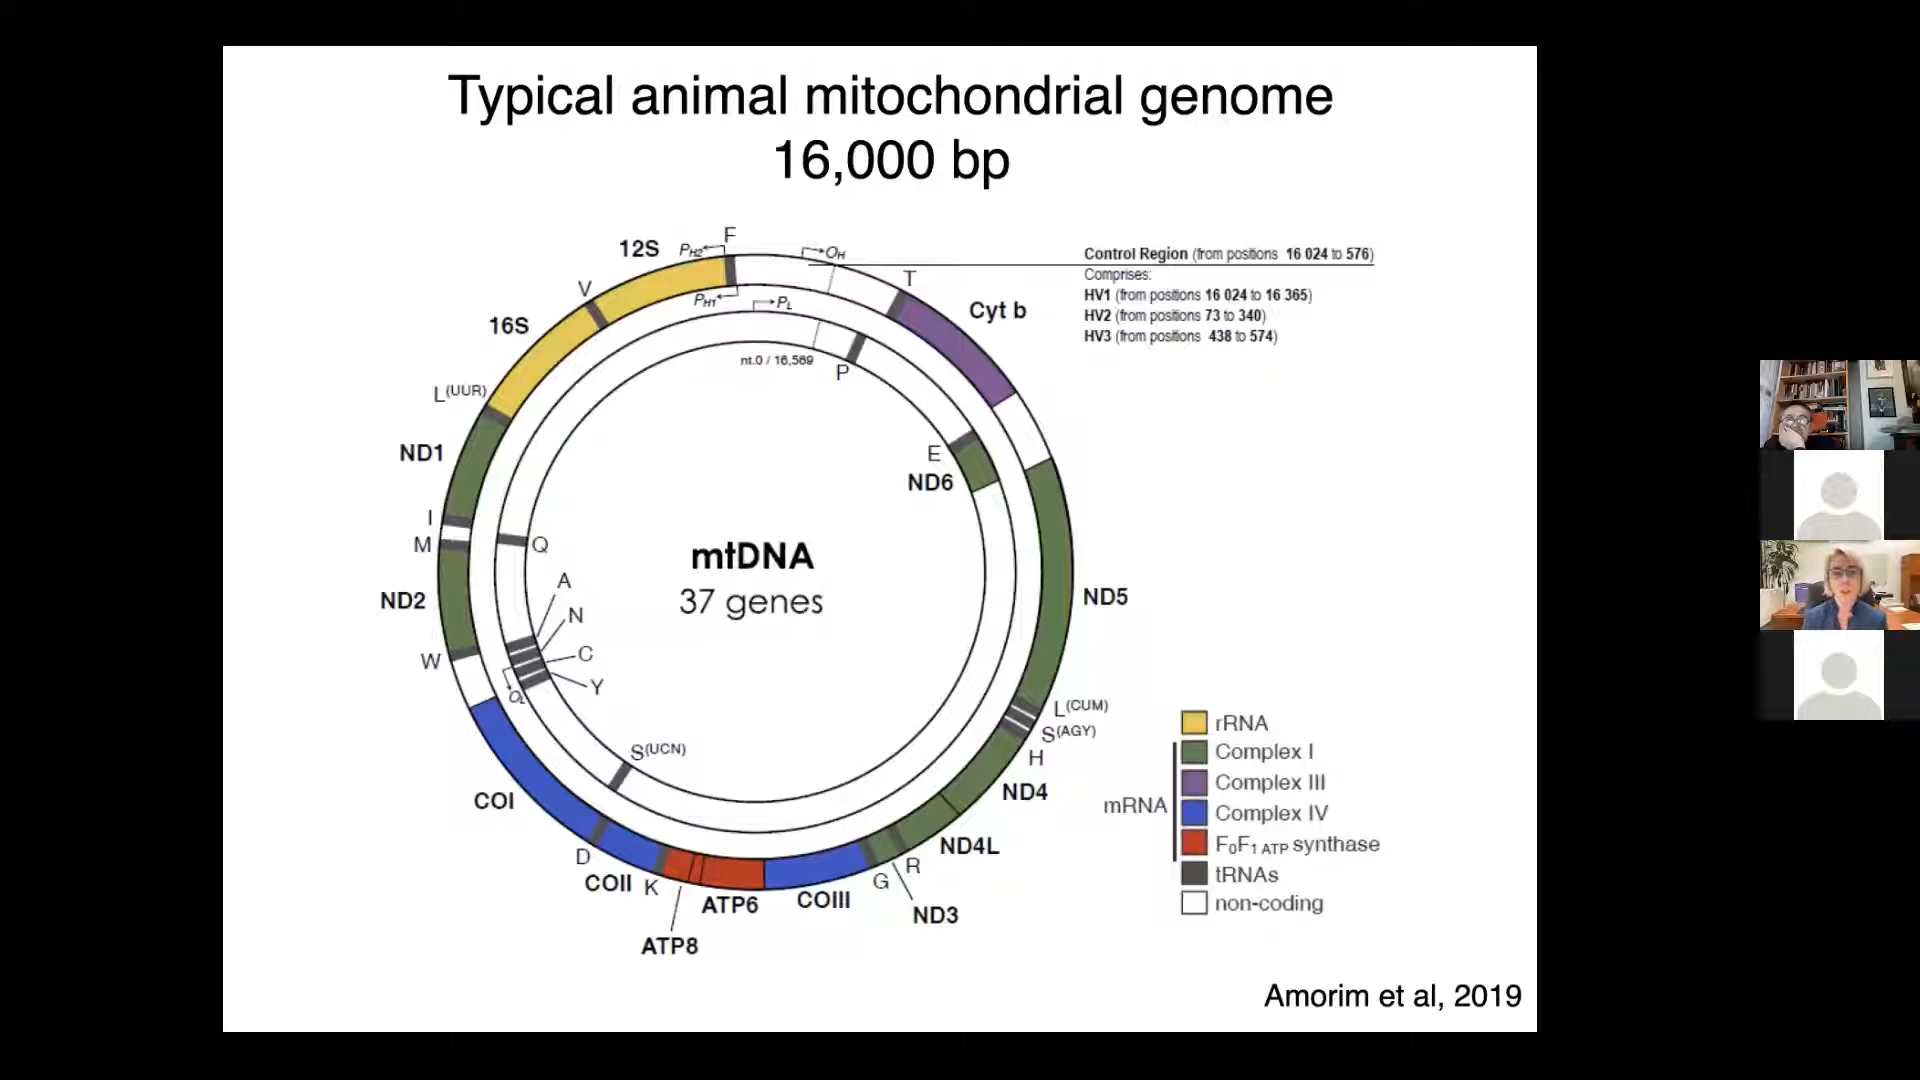 Typical animal mitochondrial genome
16,000 bp
F
12S
PH2
OH
Control Region (from positions 16 024 to 576)
Comprises:
HV1 (from positions 16 024 to 16 365)
HV2 (from positions 73 to 340)
HV3 (from positions 438 to 574)
T
V
PH1
PL
Cyt b
16S
nt.0 / 16,569
P
L(UUR)
ND1
E
ND6
I
M
Q
mtDNA
37 genes
A
N
ND2
ND5
C
W
Y
OL
L(CUM)
S(AGY)
S(UCN)
H
COI
ND4
rRNA
Complex I
Complex III
mRNA
Complex IV
F0F1 ATP synthase
tRNAs
non-coding
D
ND4L
R
COII
K
G
ATP6
COIII
ND3
ATP8
Amorim et al, 2019